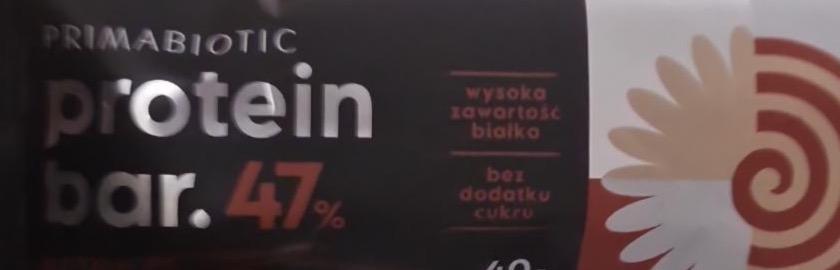 PRIMABIOTIC
protein
bar. 47%
wysoka
zawartość
białka
bez
dodatku
cukru